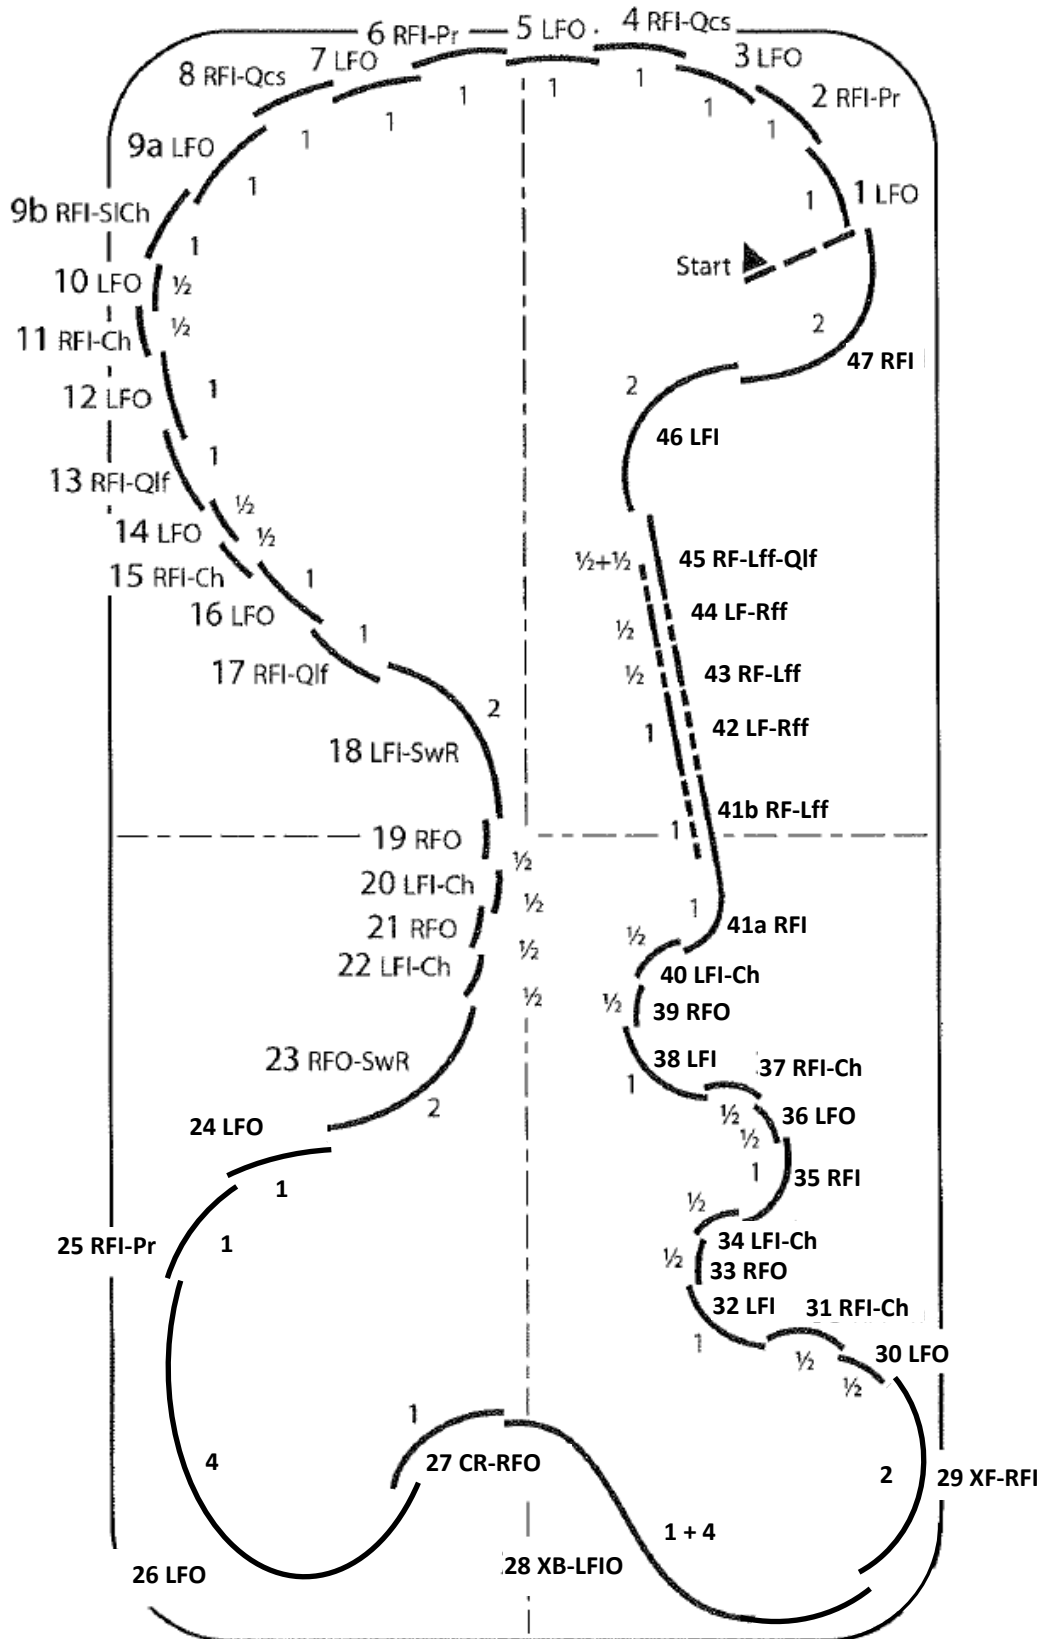 6 RFI-Pr
5 LFO
4 RFI-Qcs
7 LFO
3 LFO
8 RFI-Qcs
2 RFI-Pr
1
1
1
1
1
1
9a LFO
1
1 LFO
1
9b RFI-SlCh
1
Start
10 LFO
½
2
11 RFI-Ch
½
47 RFI
12 LFO
1
2
46 LFI
13 RFI-Qlf
1
14 LFO
½
½
15 RFI-Ch
½+½
45 RF-Lff-Qlf
16 LFO
1
44 LF-Rff
½
17 RFI-Qlf
1
43 RF-Lff
½
18 LFI-SwR
2
42 LF-Rff
1
41b RF-Lff
1
19 RFO
½
20 LFI-Ch
½
1
41a RFI
21 RFO
½
½
40 LFI-Ch
22 LFI-Ch
½
½
39 RFO
23 RFO-SwR
2
38 LFI
1
37 RFI-Ch
½
36 LFO
½
24 LFO
1
1
35 RFI
25 RFI-Pr
1
½
34 LFI-Ch
½
33 RFO
32 LFI
1
31 RFI-Ch
½
30 LFO
½
1
27 CR-RFO
4
2
29 XF-RFI
1 + 4
26 LFO
28 XB-LFIO